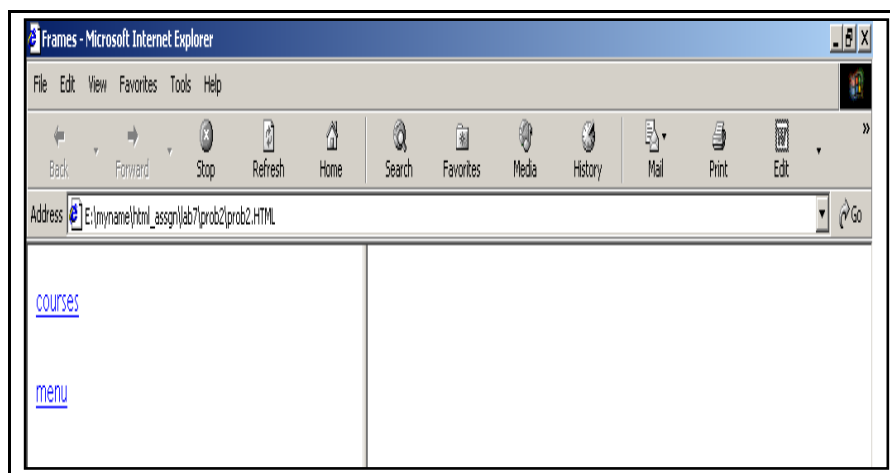 Frames - Microsoft Internet Explorer
File Edit View Favorites Tools Help
Back Forward Stop Refresh Home Search Favorites Media History Mail Print Edit »
Address E:\myname\html_assgn\lab7\prob2\prob2.HTML Go
courses
menu